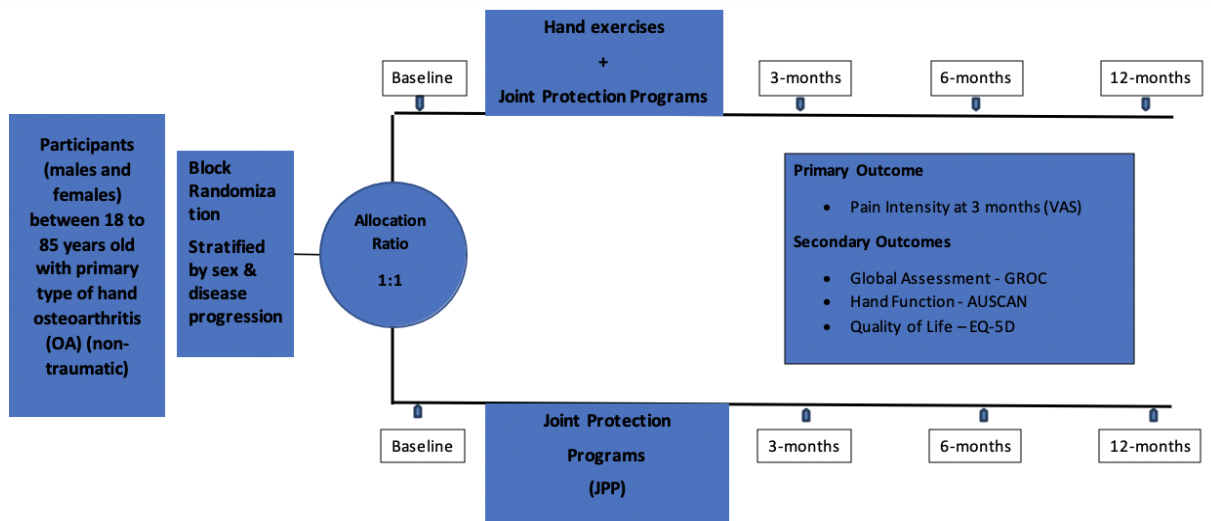 Participants
(males and
females)
between 18 to
85 years old
with primary
type of hand
osteoarthritis
(OA) (non-
traumatic)
Block
Randomiza
tion
Stratified
by sex &
disease
progression
Allocation
Ratio
1:1
Baseline
Hand exercises
+
Joint Protection Programs
3-months
6-months
12-months
Primary Outcome
• Pain Intensity at 3 months (VAS)
Secondary Outcomes
• Global Assessment - GROC
• Hand Function - AUSCAN
• Quality of Life – EQ-5D
Baseline
Joint Protection
Programs
(JPP)
3-months
6-months
12-months